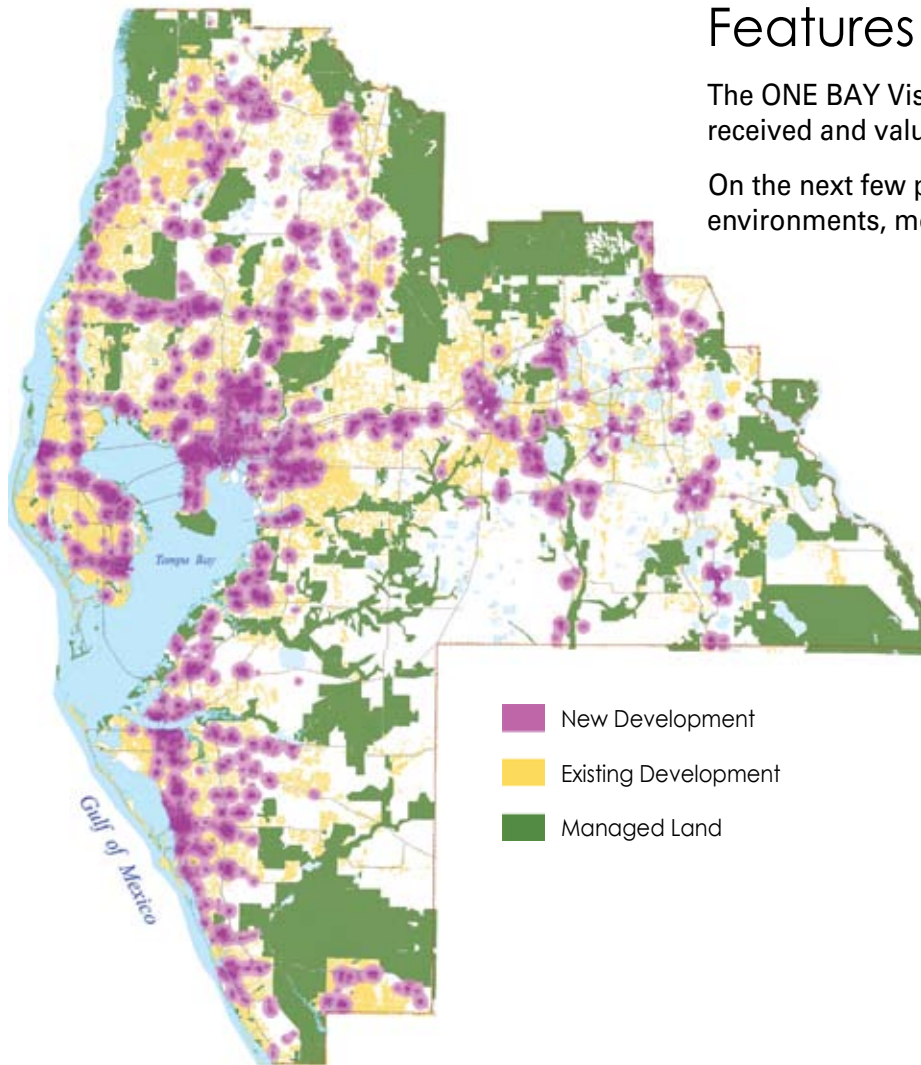 Features
The ONE BAY Vis
received and valu
On the next few p
environments, mo
Tampa Bay
Gulf of Mexico
New Development
Existing Development
Managed Land